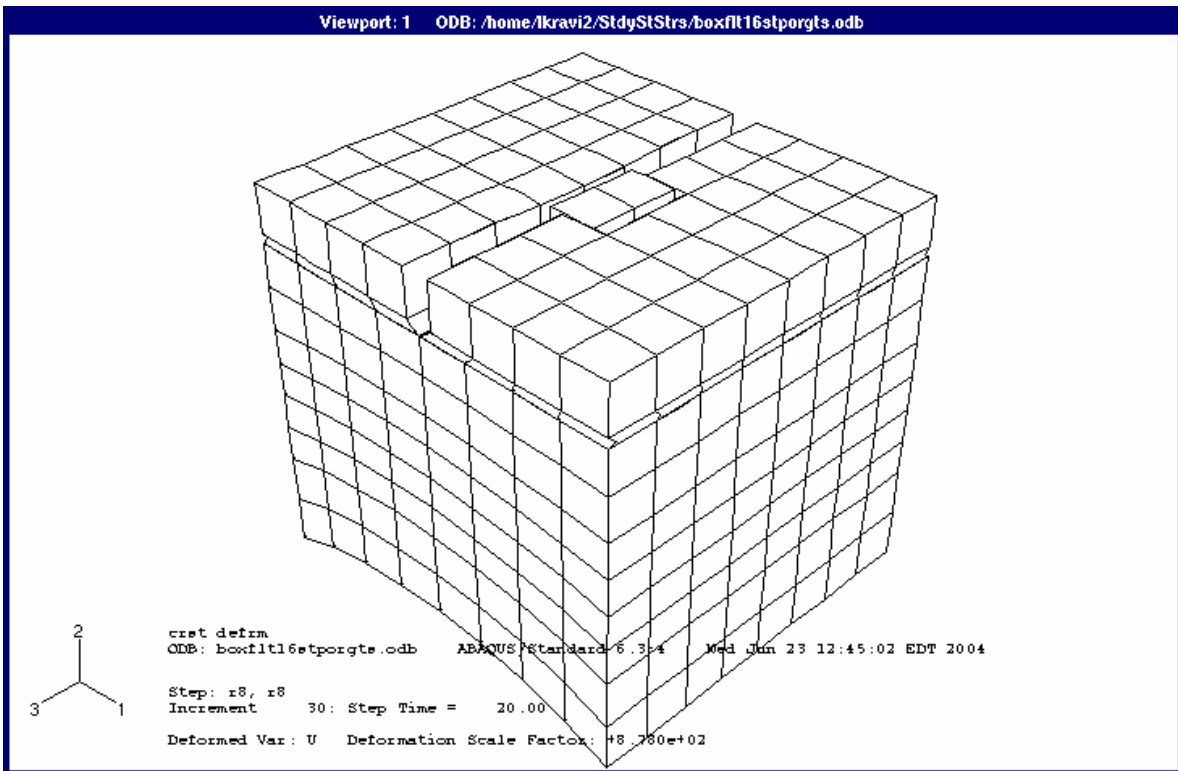 Viewport: 1 ODB: /home/lkravi2/StdyStStrs/boxflt16stporgts.odb
2
3
1
crst defrm
ODB: boxflt16stporgts.odb ABAQUS/Standard 6.3-4 Wed Jun 23 12:45:02 EDT 2004
Step: r8, r8
Increment 30: Step Time = 20.00
Deformed Var: U Deformation Scale Factor: +8.780e+02